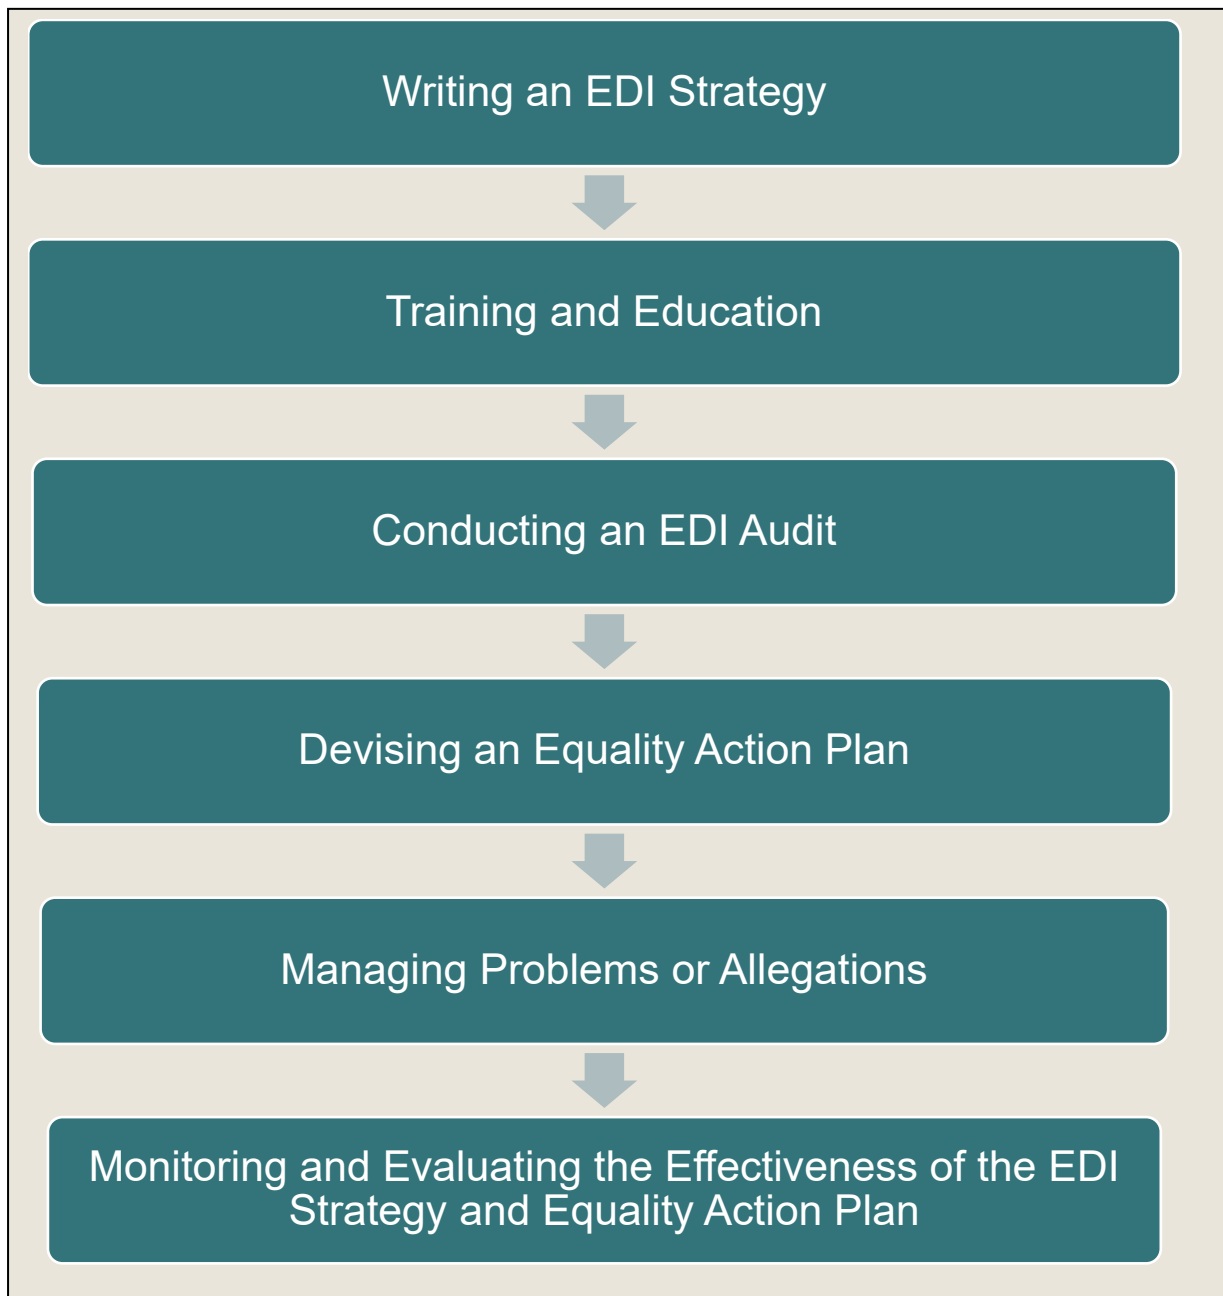 Writing an EDI Strategy
Training and Education
Conducting an EDI Audit
Devising an Equality Action Plan
Managing Problems or Allegations
Monitoring and Evaluating the Effectiveness of the EDI
Strategy and Equality Action Plan